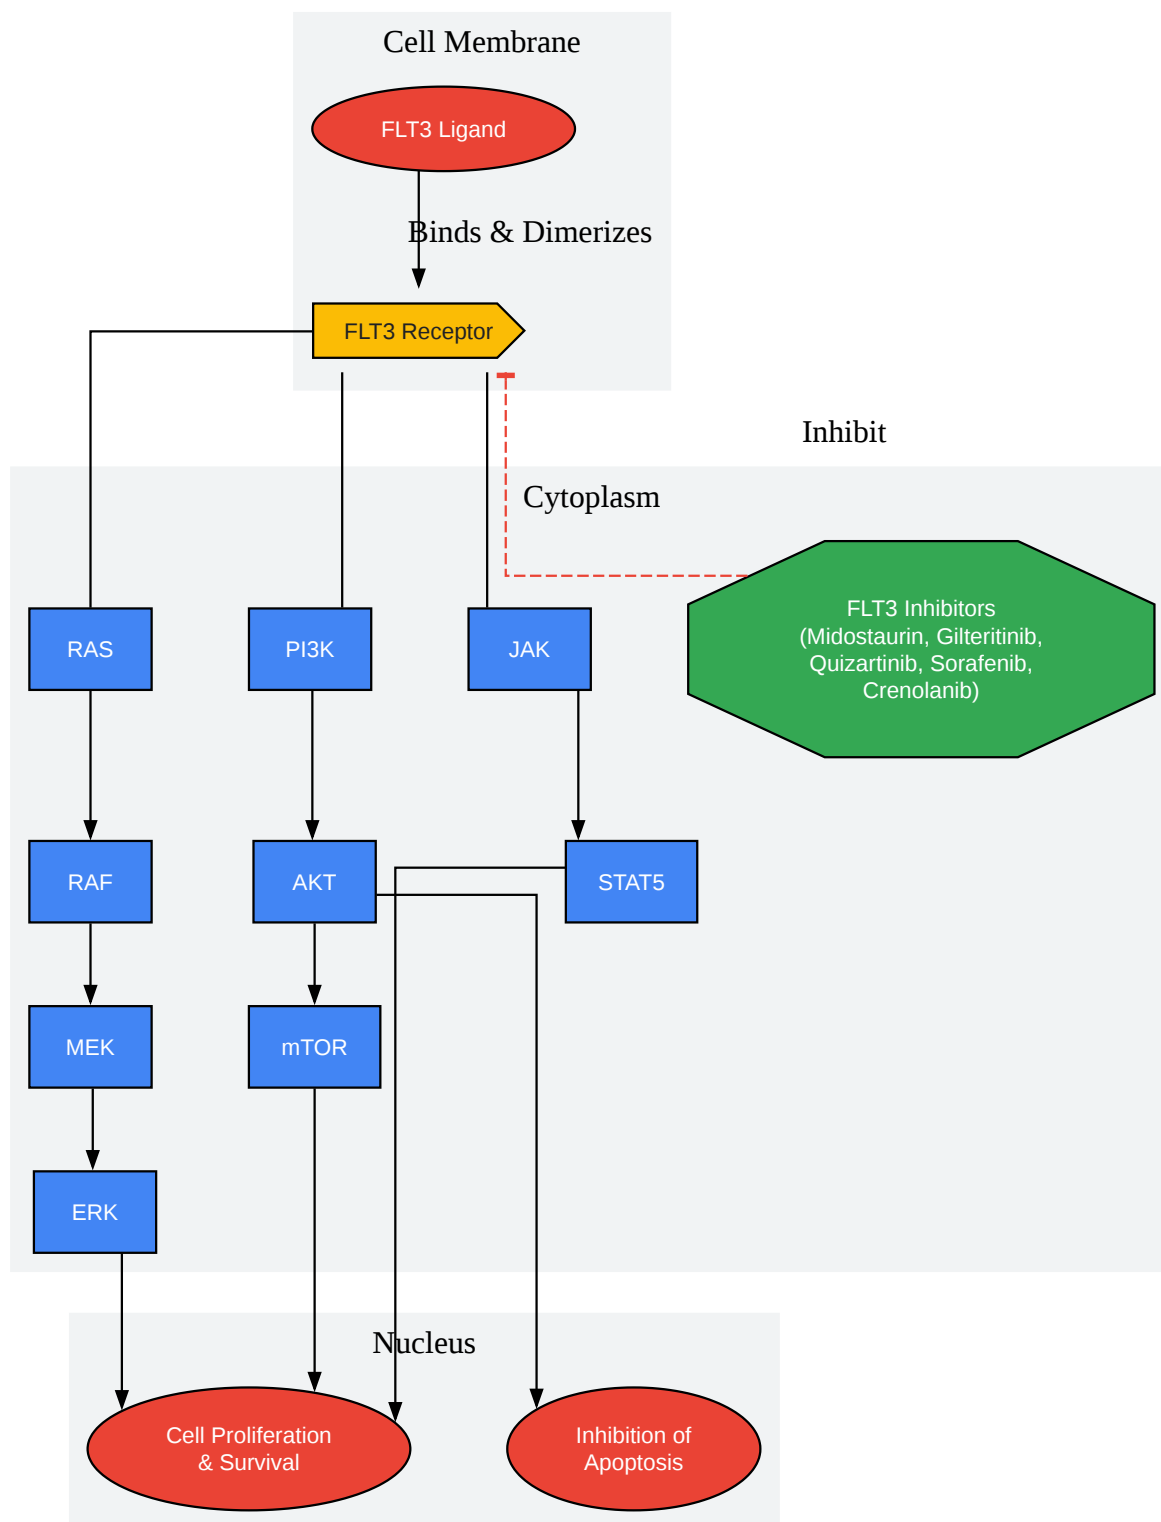 Cell Membrane
FLT3 Ligand
Binds & Dimerizes
FLT3 Receptor
Inhibit
Cytoplasm
FLT3 Inhibitors
(Midostaurin, Gilteritinib,
Quizartinib, Sorafenib,
Crenolanib)
RAS
PI3K
JAK
RAF
AKT
STAT5
MEK
mTOR
ERK
Nucleus
Cell Proliferation
& Survival
Inhibition of
Apoptosis